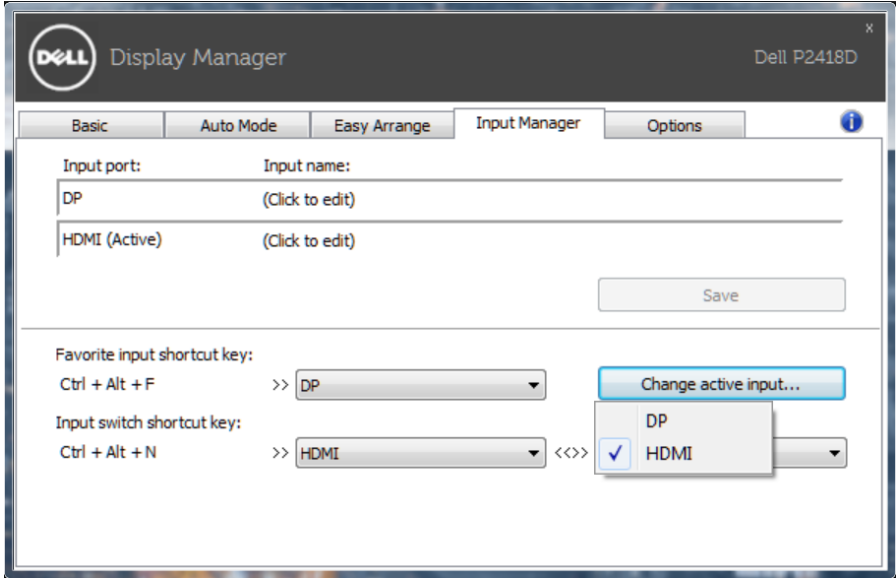 DELL Display Manager
x
Dell P2418D
Basic Auto Mode Easy Arrange Input Manager Options i
Input port: Input name:
DP (Click to edit)
HDMI (Active) (Click to edit)
Save
Favorite input shortcut key:
Ctrl + Alt + F >> DP Change active input...
Input switch shortcut key: DP
Ctrl + Alt + N >> HDMI <<>> ✓ HDMI